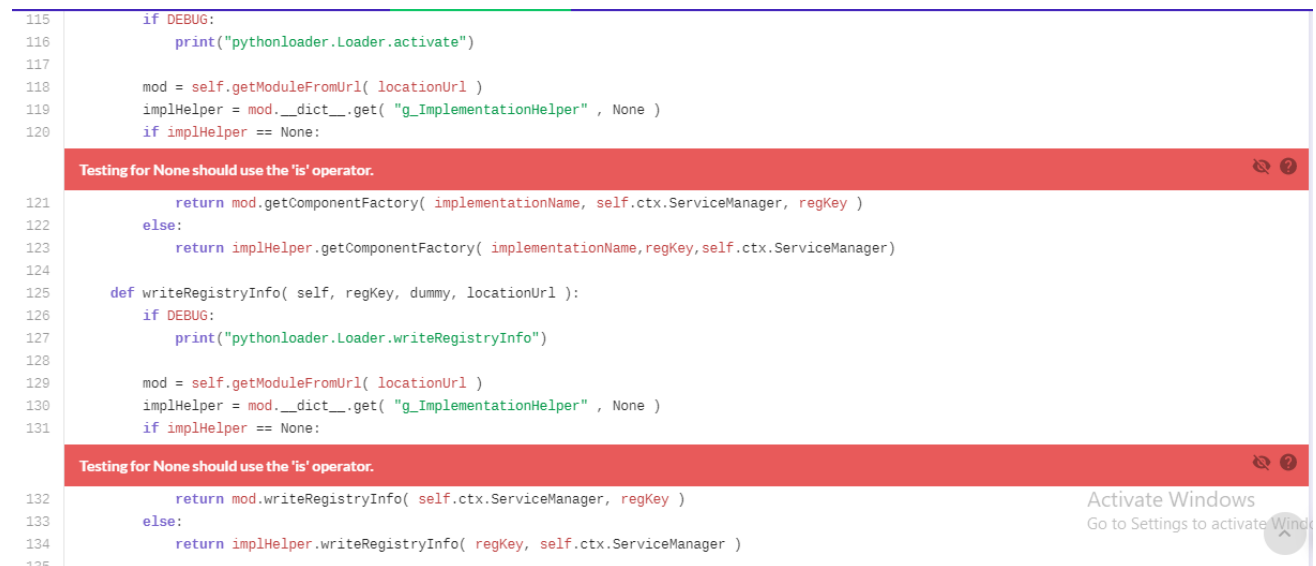 115 if DEBUG:
116 print("pythonloader.Loader.activate")
117
118 mod = self.getModuleFromUrl( locationUrl )
119 implHelper = mod.__dict__.get( "g_ImplementationHelper" , None )
120 if implHelper == None:
Testing for None should use the 'is' operator.
121 return mod.getComponentFactory( implementationName, self.ctx.ServiceManager, regKey )
122 else:
123 return implHelper.getComponentFactory( implementationName,regKey,self.ctx.ServiceManager)
124
125 def writeRegistryInfo( self, regKey, dummy, locationUrl ):
126 if DEBUG:
127 print("pythonloader.Loader.writeRegistryInfo")
128
129 mod = self.getModuleFromUrl( locationUrl )
130 implHelper = mod.__dict__.get( "g_ImplementationHelper" , None )
131 if implHelper == None:
Testing for None should use the 'is' operator.
132 return mod.writeRegistryInfo( self.ctx.ServiceManager, regKey )
133 else:
134 return implHelper.writeRegistryInfo( regKey, self.ctx.ServiceManager )
Activate Windows
Go to Settings to activate